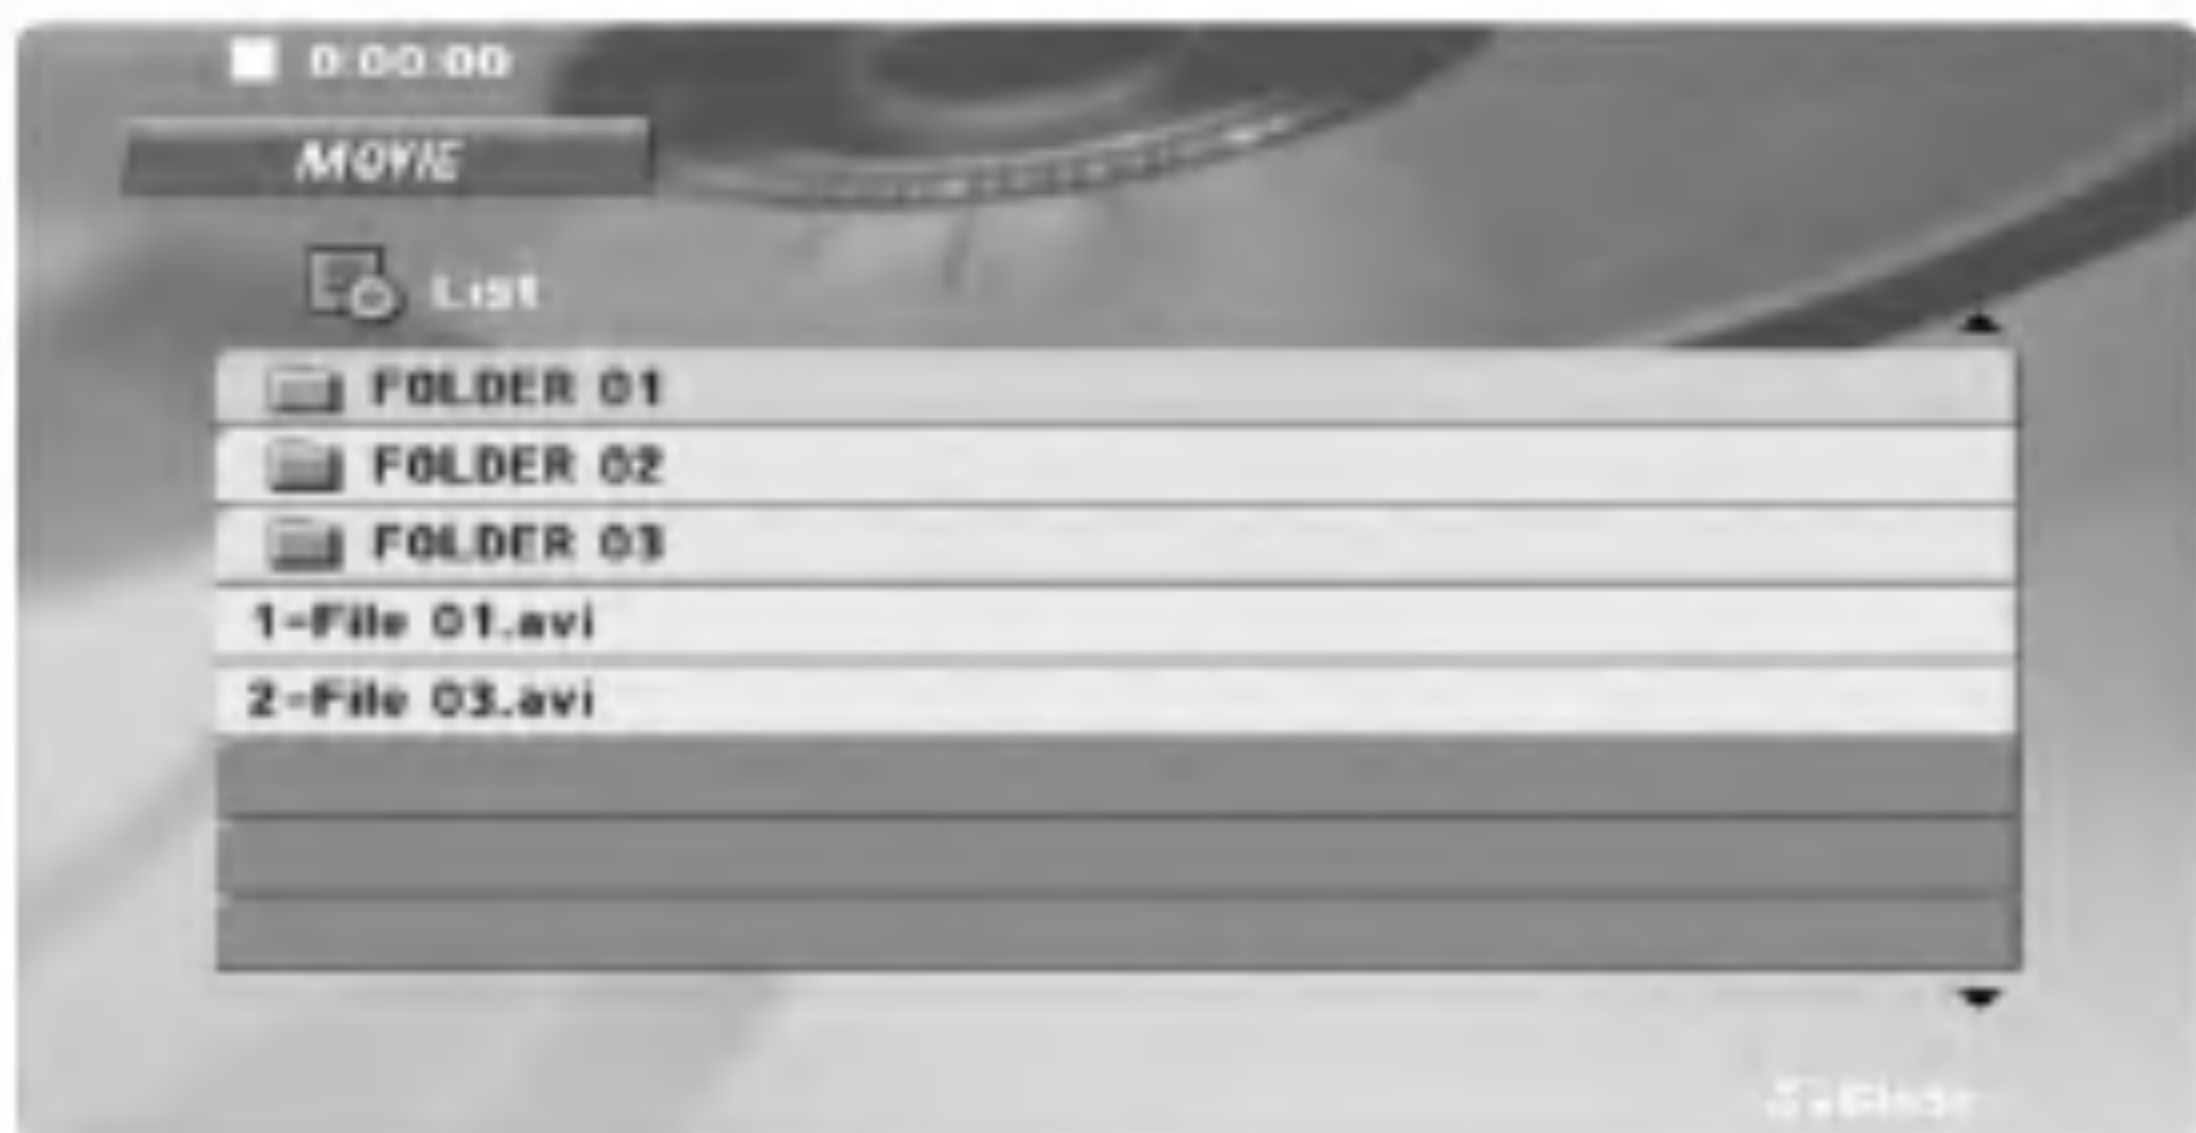 0:00:00
MOVIE
List
FOLDER 01
FOLDER 02
FOLDER 03
1-File 01.avi
2-File 03.avi